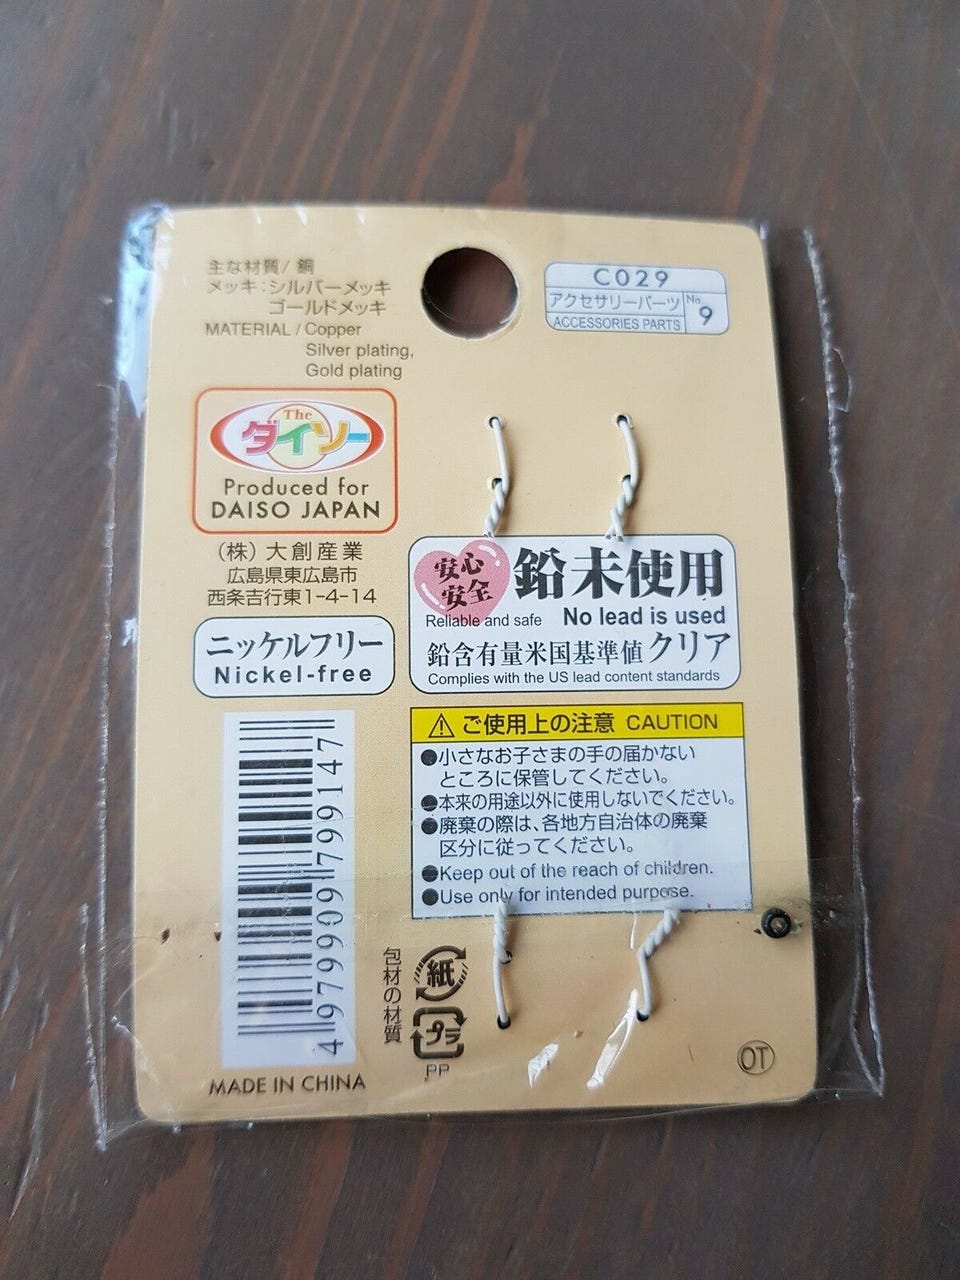 主な材質/銅
メッキ:シルバーメッキ
ゴールドメッキ
MATERIAL/Copper
Silver plating,
Gold plating
C029
アクセサリーパーツ
ACCESSORIES PARTS
No.
9
The
ダイソー
Produced for
DAISO JAPAN
(株)大創産業
広島県東広島市
西条吉行東1-4-14
ニッケルフリー
Nickel-free
安心
安全
鉛未使用
Reliable and safe No lead is used
鉛含有量米国基準値クリア
Complies with the US lead content standards
ご使用上の注意 CAUTION
●小さなお子さまの手の届かない
ところに保管してください。
●本来の用途以外に使用しないでください。
●廃棄の際は、各地方自治体の廃棄
区分に従ってください。
●Keep out of the reach of children.
●Use only for intended purpose.
4979909799147
MADE IN CHINA
包材の材質
紙
プラ
PP
OT